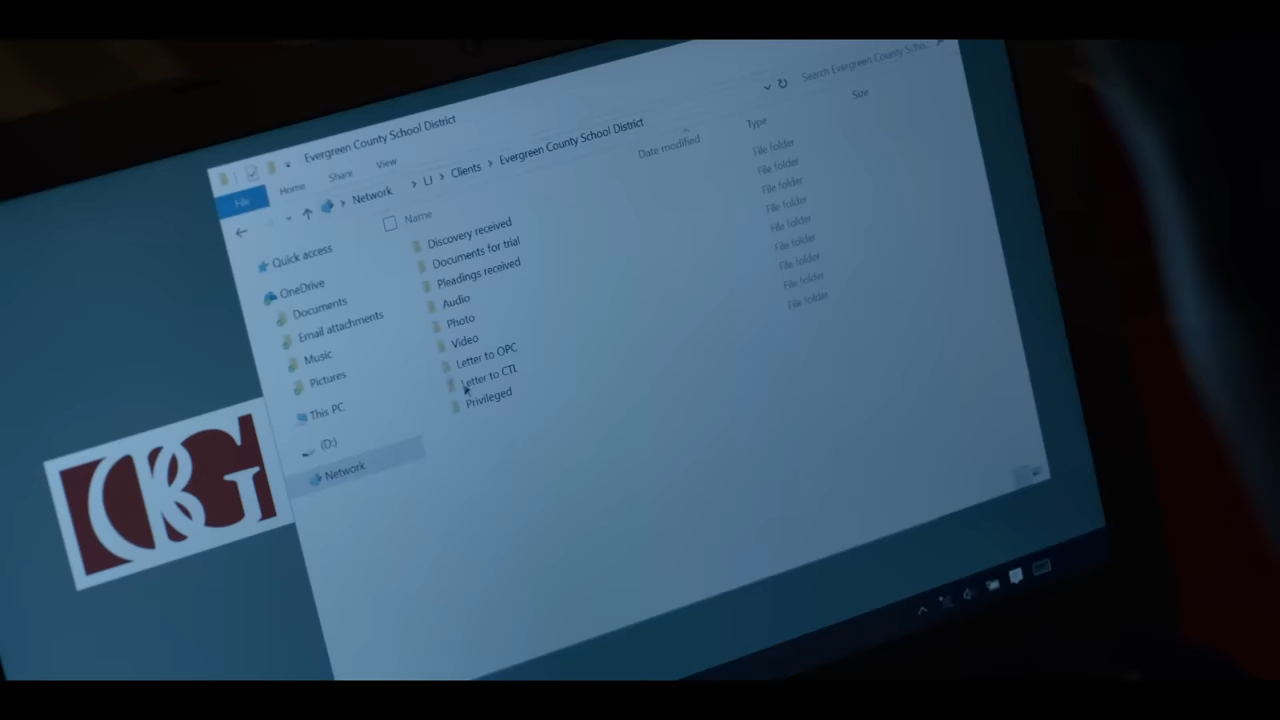 Evergreen County School District
File
Home
Share
View
Network > LJ > Clients > Evergreen County School District
Search Evergreen County Scho...
Name
Date modified
Type
Size
Quick access
OneDrive
Documents
Email attachments
Music
Pictures
This PC
(D:)
Network
Discovery received
File folder
Documents for trial
File folder
Pleadings received
File folder
Audio
File folder
Photo
File folder
Video
File folder
Letter to OPC
File folder
Letter to CTL
File folder
Privileged
File folder